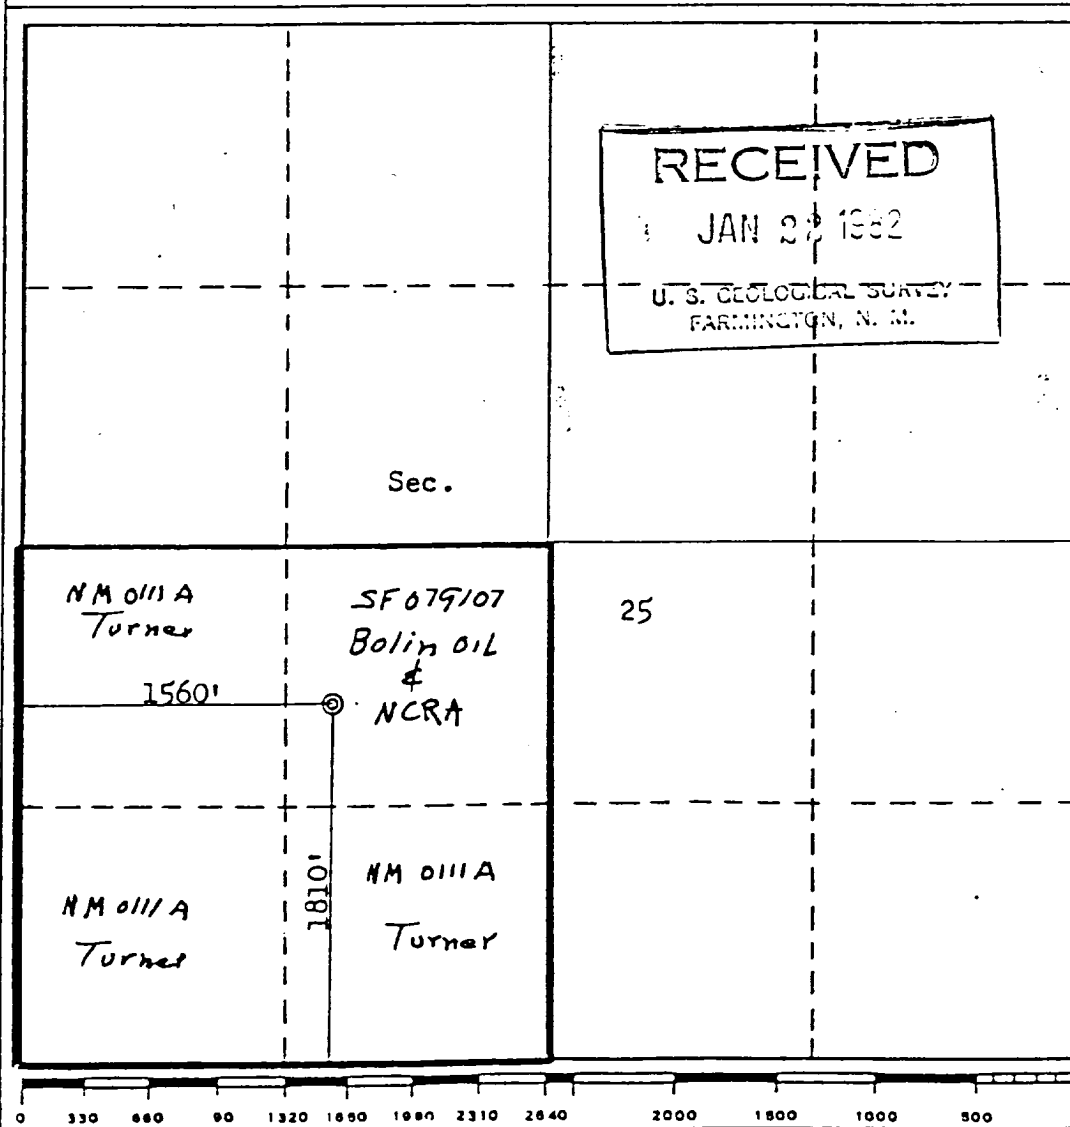 RECEIVED
JAN 22 1982
U. S. GEOLOGICAL SURVEY
FARMINGTON, N. M.
Sec.
25
NM 0111 A
Turner
SF 079107
Bolin OIL
&
NCRA
1560'
1810'
NM 0111 A
Turner
NM 0111 A
Turner
0 330 660 90 1320 1650 1980 2310 2640 2000 1500 1000 500